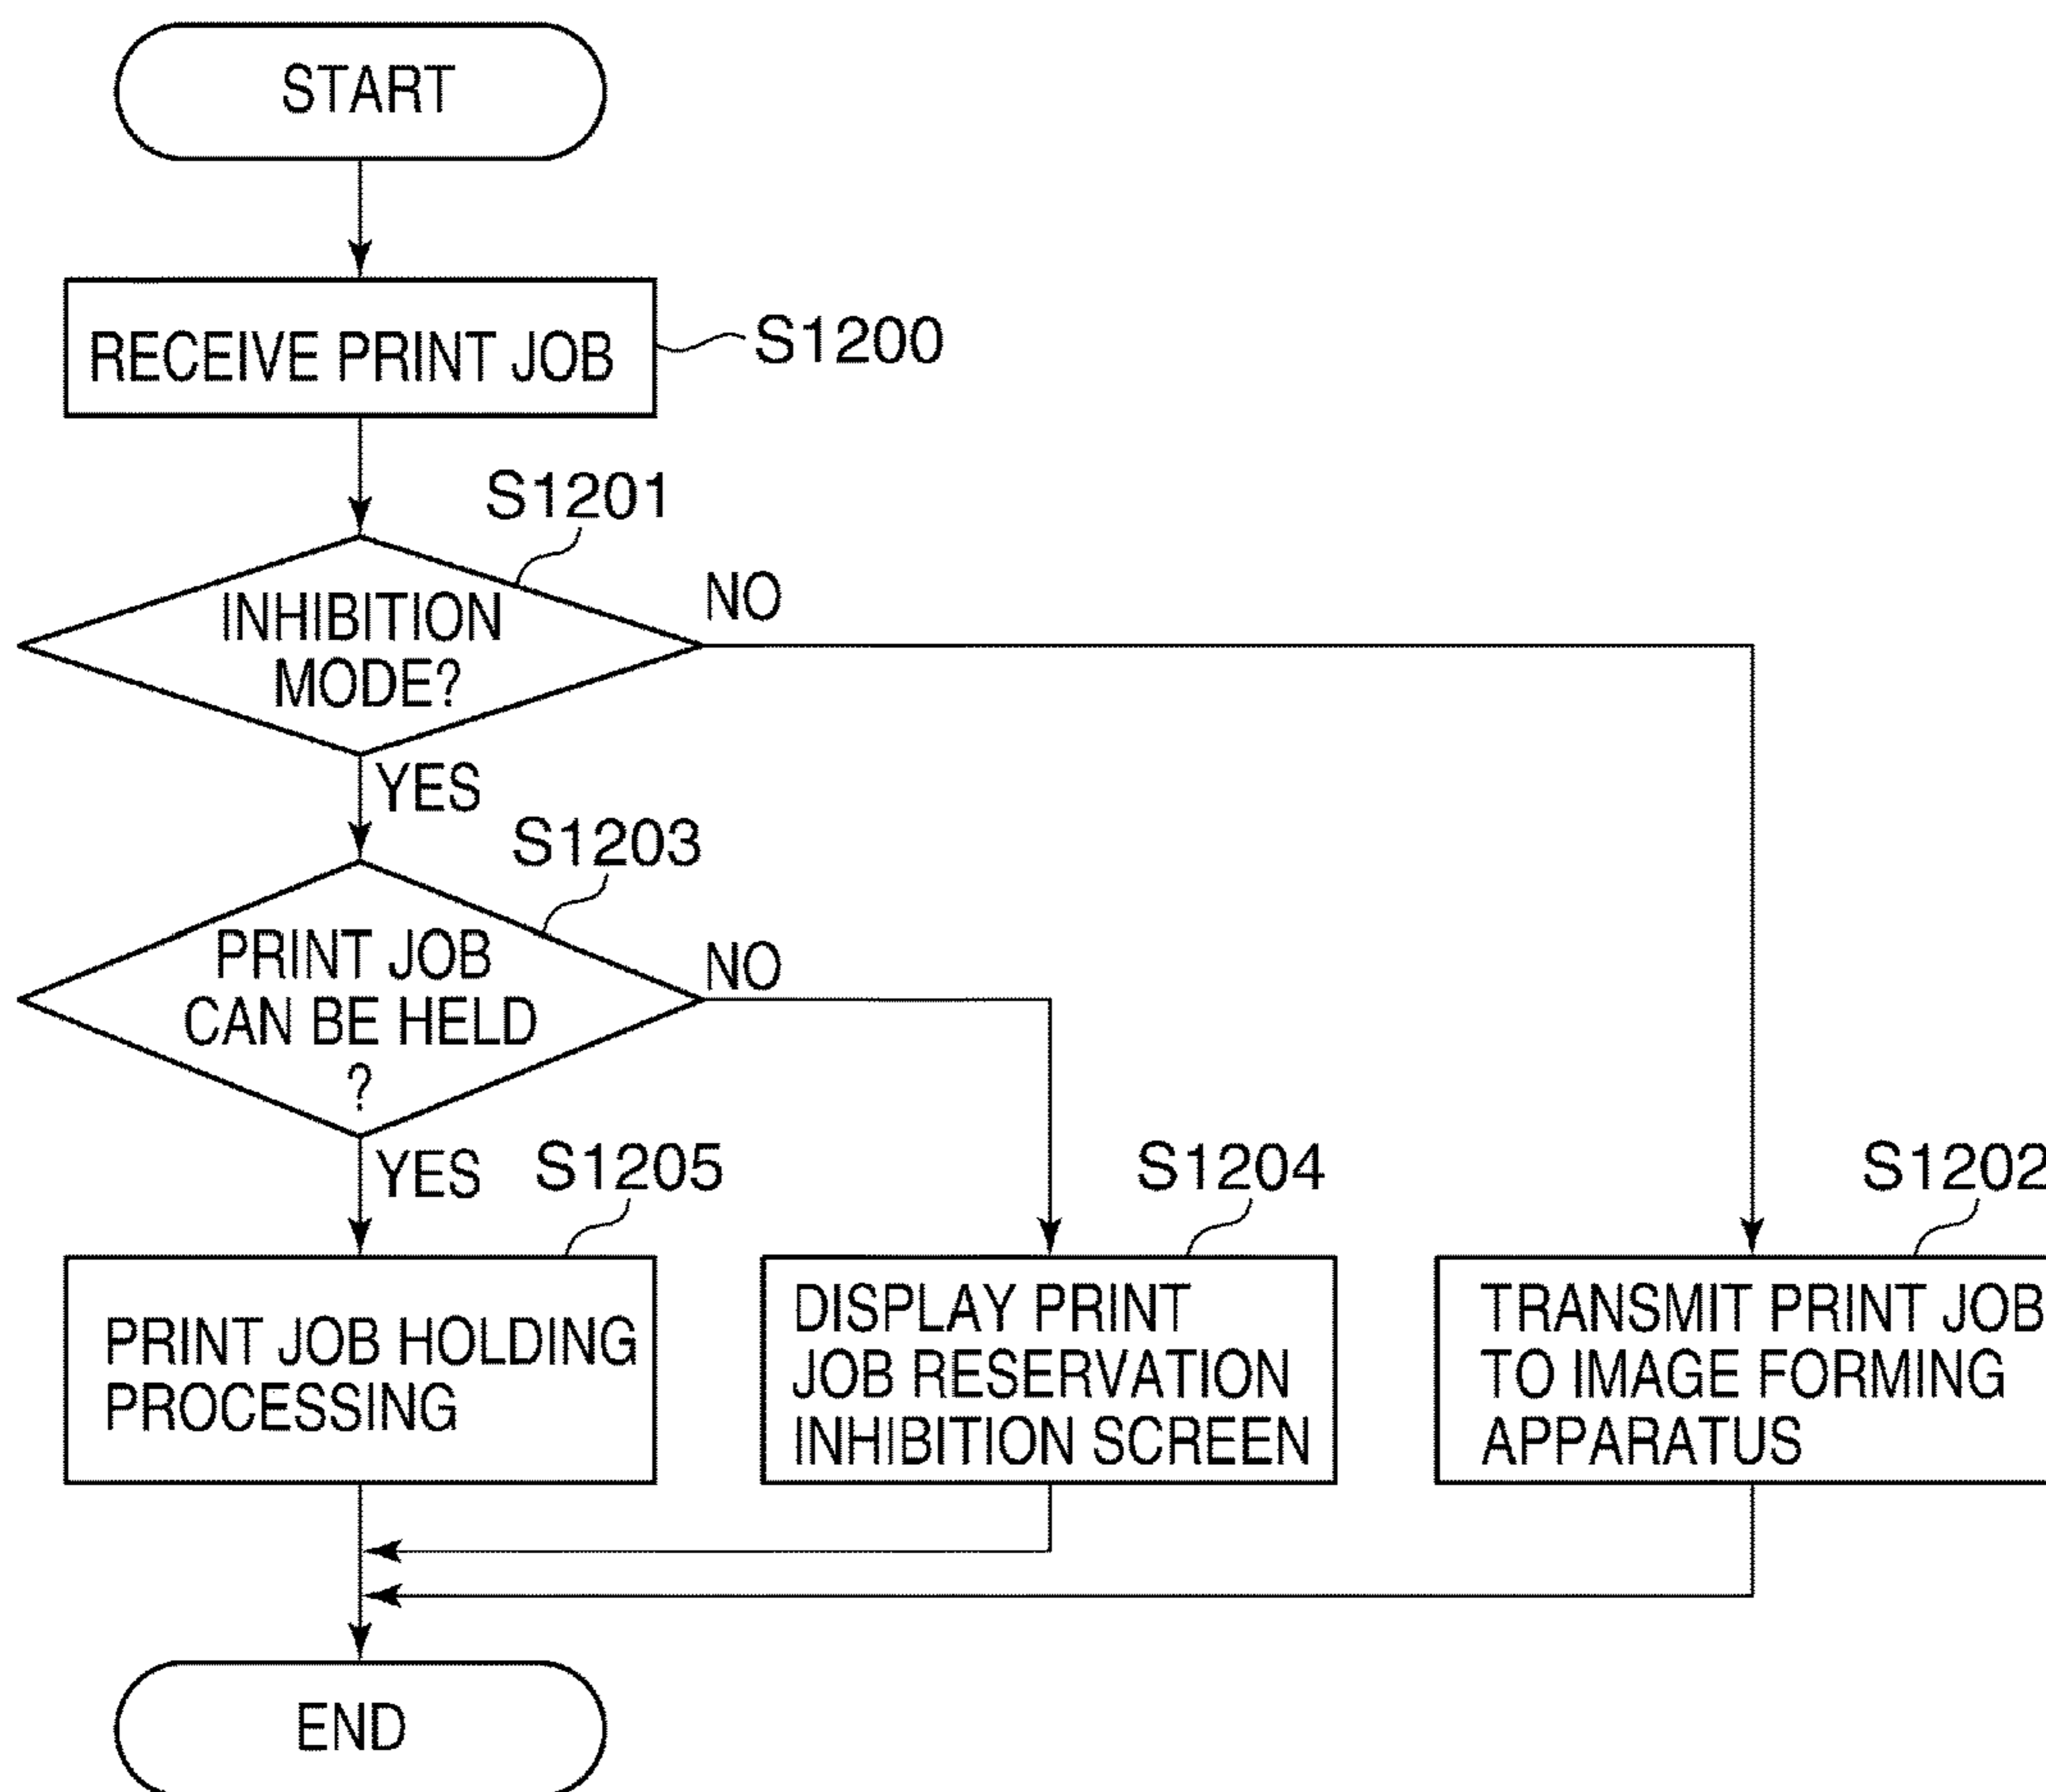 START
RECEIVE PRINT JOB
S1200
S1201
INHIBITION
MODE?
NO
YES
S1203
PRINT JOB
CAN BE HELD
?
NO
YES
S1205
PRINT JOB HOLDING
PROCESSING
S1204
DISPLAY PRINT
JOB RESERVATION
INHIBITION SCREEN
S1202
TRANSMIT PRINT JOB
TO IMAGE FORMING
APPARATUS
END